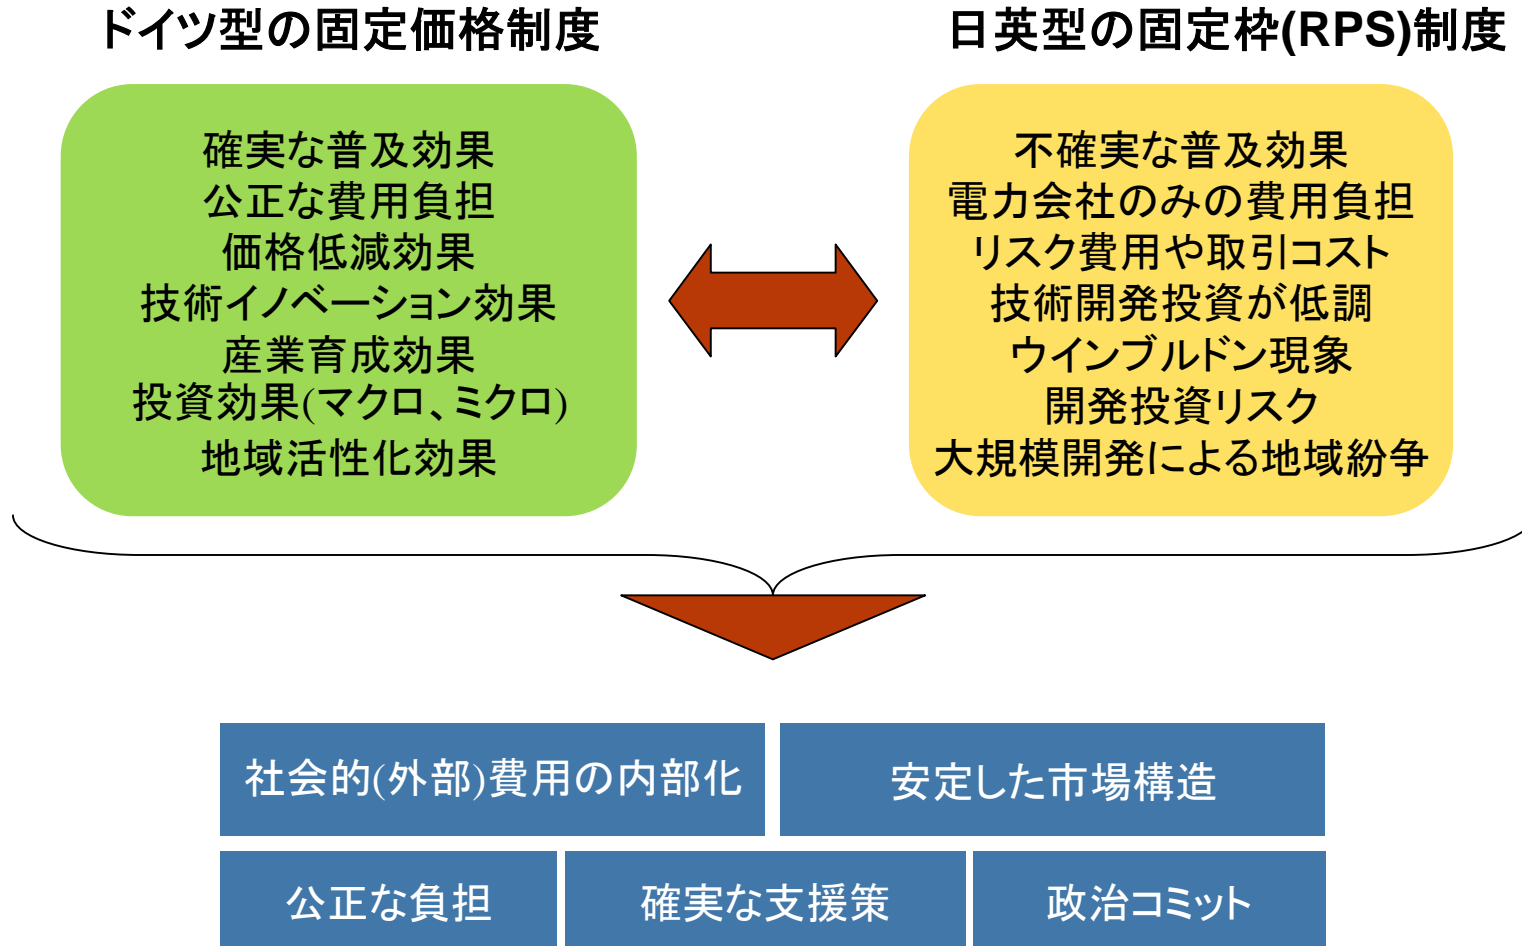 ドイツ型の固定価格制度
確実な普及効果
公正な費用負担
価格低減効果
技術イノベーション効果
産業育成効果
投資効果(マクロ、ミクロ)
地域活性化効果
日英型の固定枠(RPS)制度
不確実な普及効果
電力会社のみの費用負担
リスク費用や取引コスト
技術開発投資が低調
ウインブルドン現象
開発投資リスク
大規模開発による地域紛争
社会的(外部)費用の内部化
安定した市場構造
公正な負担
確実な支援策
政治コミット